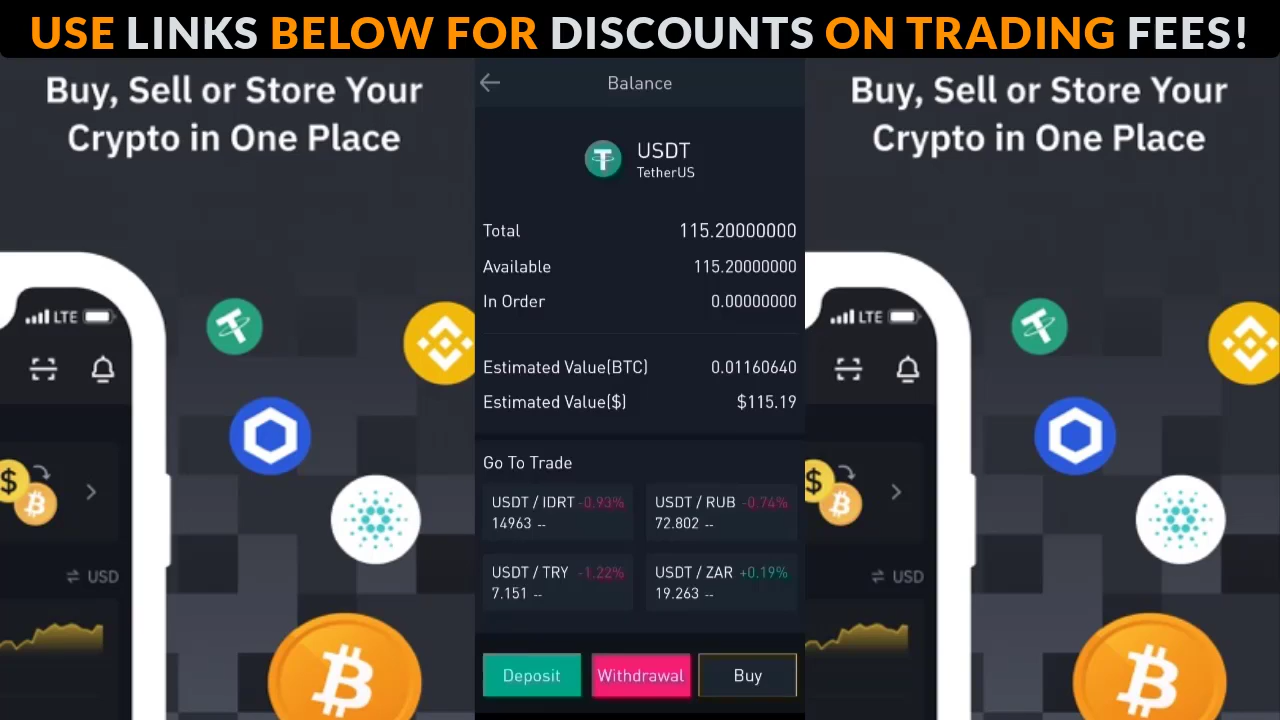 USE LINKS BELOW FOR DISCOUNTS ON TRADING FEES!
Buy, Sell or Store Your
Crypto in One Place
LTE
USD
Balance
USDT
TetherUS
Total 115.20000000
Available 115.20000000
In Order 0.00000000
Estimated Value(BTC) 0.01160640
Estimated Value($) $115.19
Go To Trade
USDT / IDRT -0.93%
14963 --
USDT / RUB -0.74%
72.802 --
USDT / TRY -1.22%
7.151 --
USDT / ZAR +0.19%
19.263 --
Deposit Withdrawal Buy
Buy, Sell or Store Your
Crypto in One Place
LTE
USD